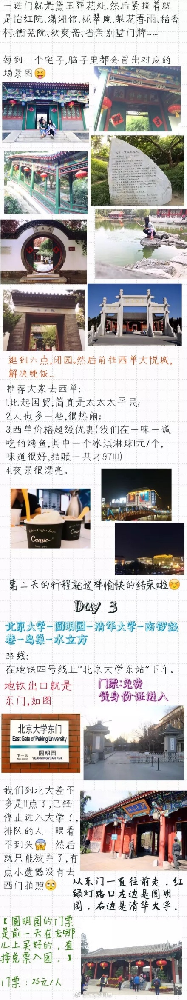 一进门就是黛玉葬花处,然后紧接着就
是怡红院、潇湘馆、栊翠庵、梨花春雨、稻香
村、衡芜院、秋爽斋、省亲别墅门牌……
每到一个宅子,脑子里都会冒出对应的
场景图😝
院红怡
逛到六点,闭园。然后前往西单大悦城,
解决晚饭…
推荐大家去西单:
1.比起国贸,简直是太太太平民;
2.人也多一些,很热闹;
3.西单价格超级优惠(我们在一味一诚
吃的烤鱼,其中一个冰淇淋球1元/个,
味道很好,结账一共才97!!!)
4.夜景很漂亮。
汉光百货
第二天的行程就这样愉快的结束啦☺️
Day 3
北京大学-圆明园-清华大学-南锣鼓
巷-鸟巢-水立方
路线:
在地铁四号线上“北京大学东站”下车。
地铁出口就是
东门,如图
门票:免费
凭身份证进入
北京大学东门
East Gate of Peking University
下一站 圆明园
Next station YUANMINGYUAN Park
我们到北大差不
多是11点了,已经
停止进入大学了,
排队的人一眼看
不到头😱 然后
就只能放弃了,有
点小遗憾没有去
西门拍照🙄
北京大学
从东门一直往前走，红
绿灯路口左边是圆明
园，右边是清华大学。
【圆明园的门票
是前一天在去哪
儿上买好的，直
接兑票入园。】
门票：25元/人